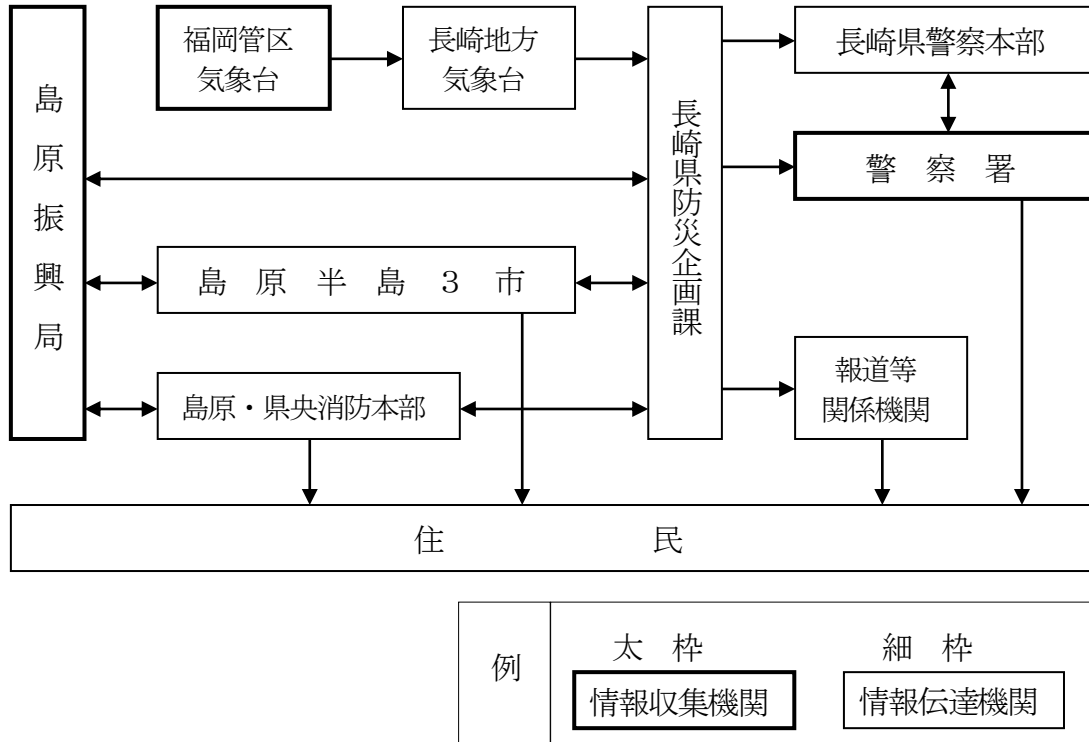 島原振興局
福岡管区
気象台
長崎地方
気象台
長崎県防災企画課
長崎県警察本部
警察署
島原半島3市
島原・県央消防本部
報道等
関係機関
住民
例
太枠
情報収集機関
細枠
情報伝達機関